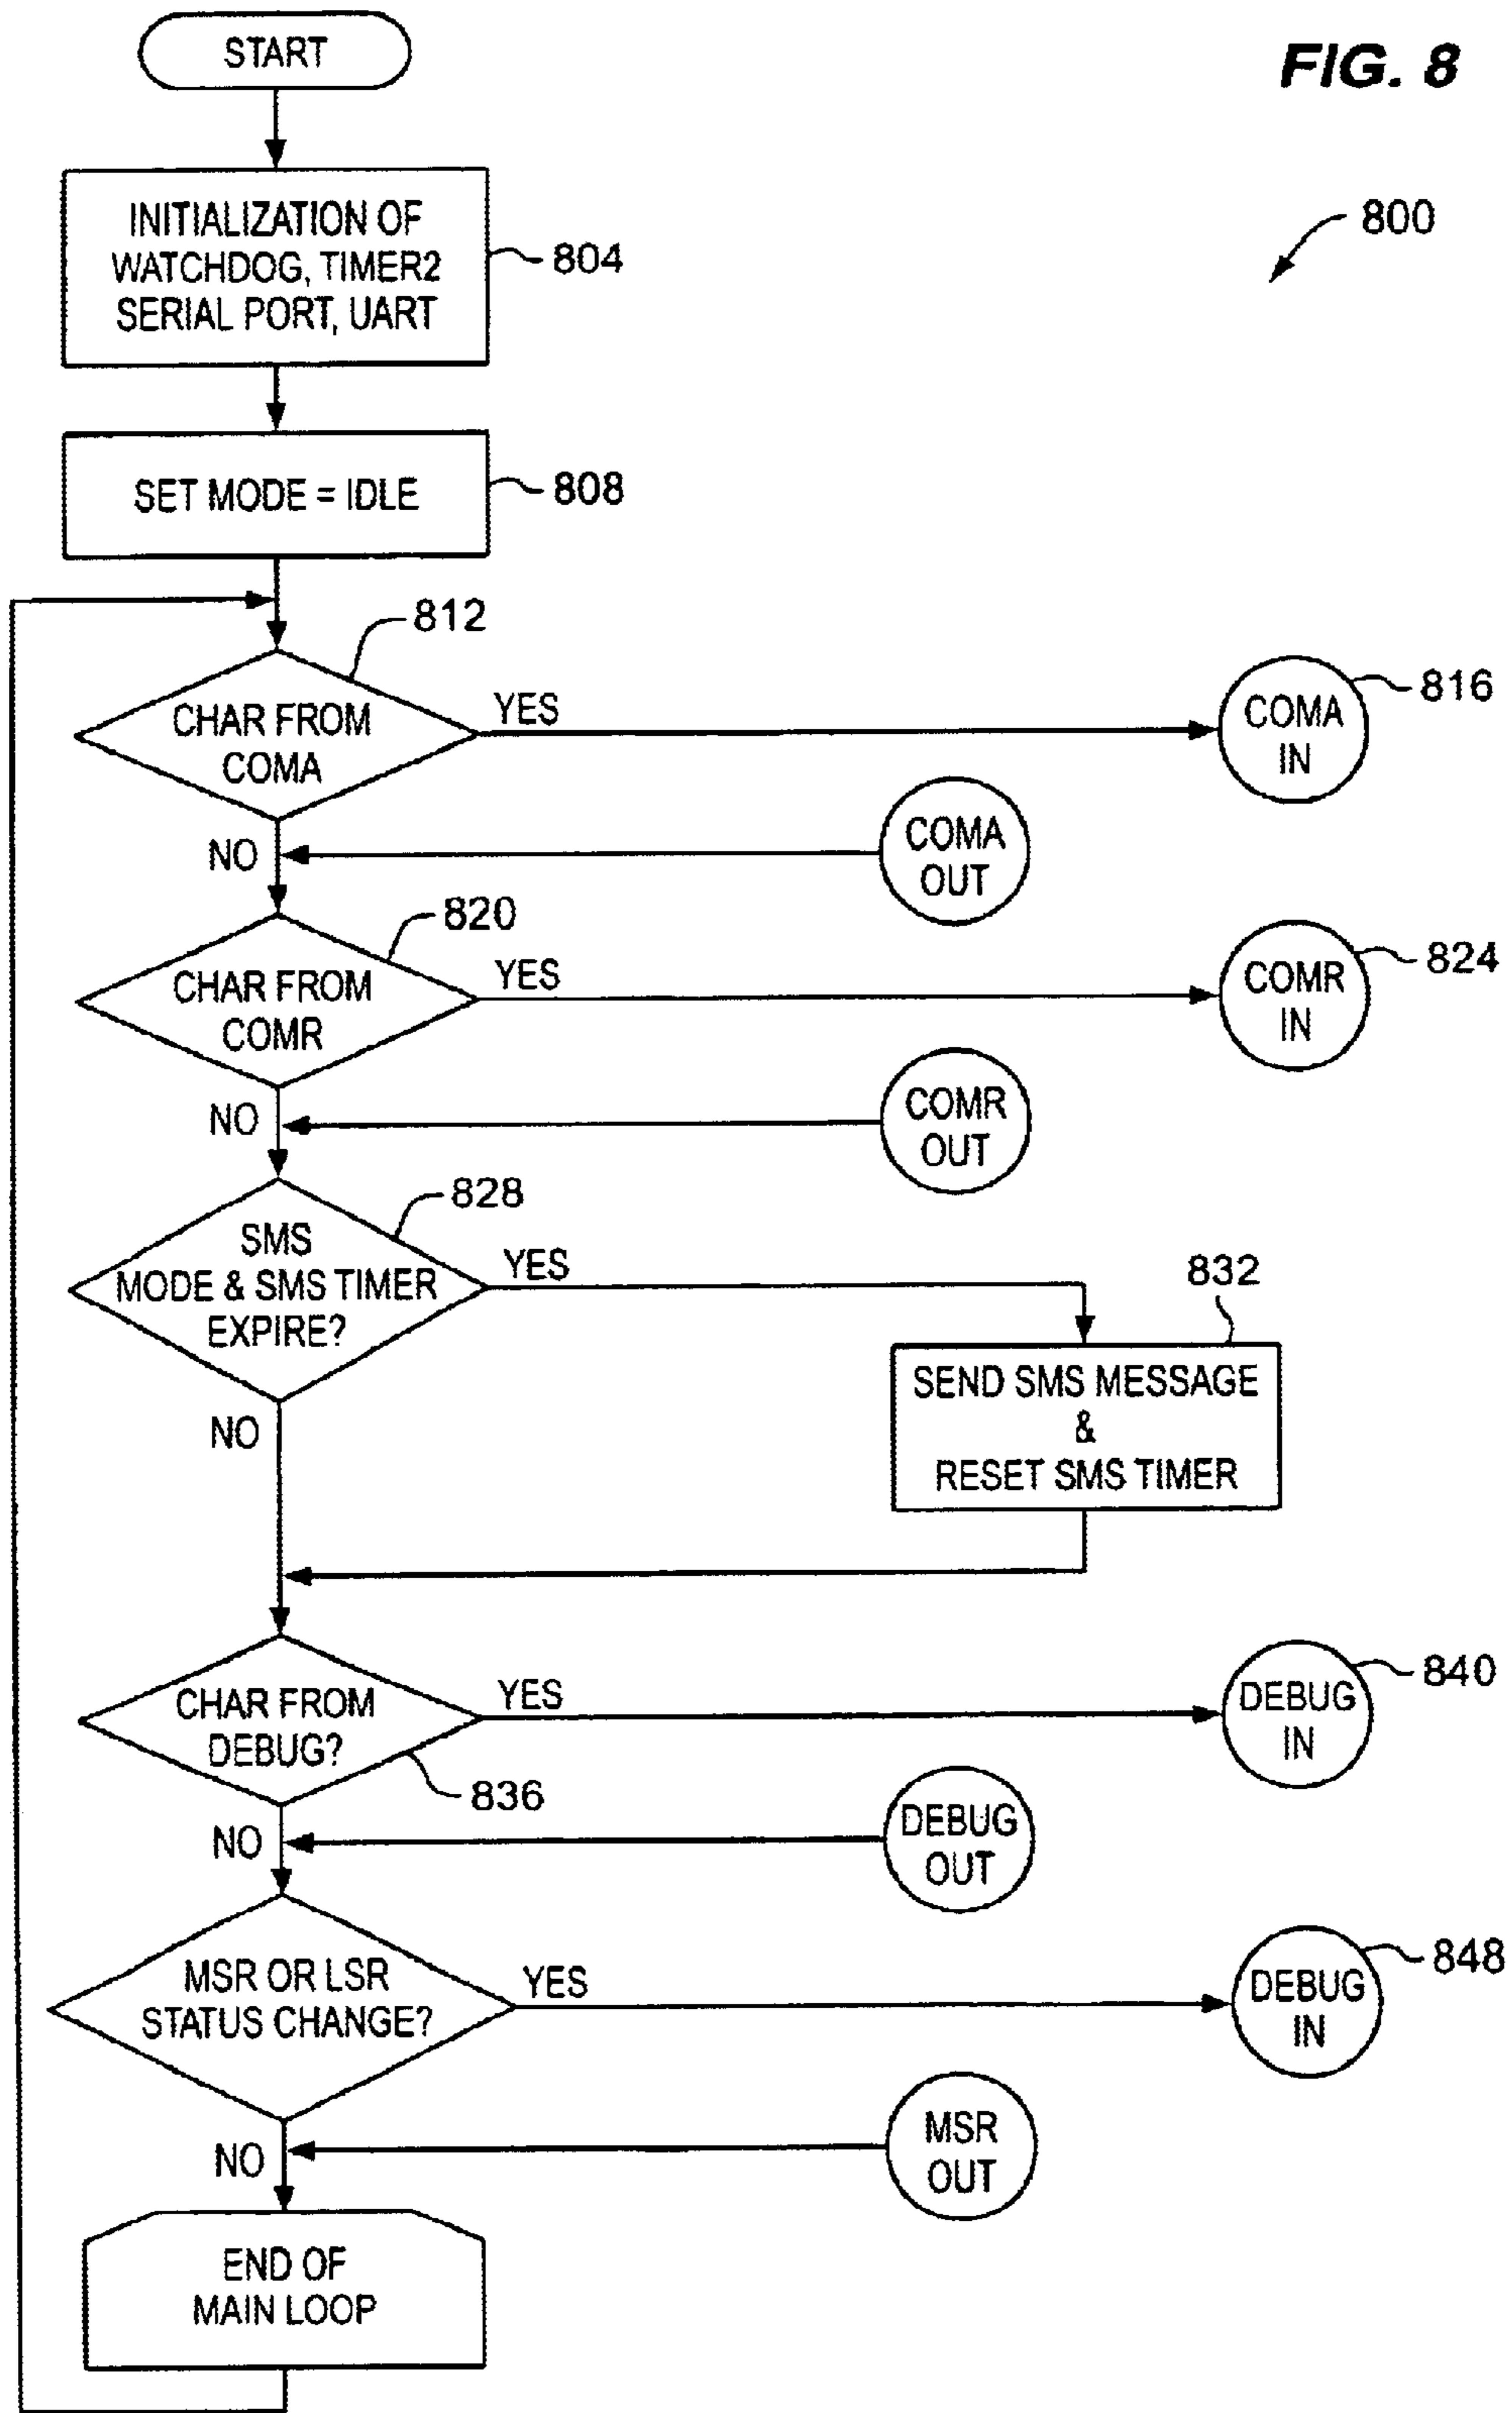 START
FIG. 8
800
INITIALIZATION OF
WATCHDOG, TIMER2
SERIAL PORT, UART
804
SET MODE = IDLE
808
812
CHAR FROM
COMA
YES
COMA
IN
816
NO
COMA
OUT
820
CHAR FROM
COMR
YES
COMR
IN
824
NO
COMR
OUT
828
SMS
MODE & SMS TIMER
EXPIRE?
YES
832
SEND SMS MESSAGE
&
RESET SMS TIMER
NO
CHAR FROM
DEBUG?
YES
836
DEBUG
IN
840
NO
DEBUG
OUT
MSR OR LSR
STATUS CHANGE?
YES
DEBUG
IN
848
NO
MSR
OUT
END OF
MAIN LOOP